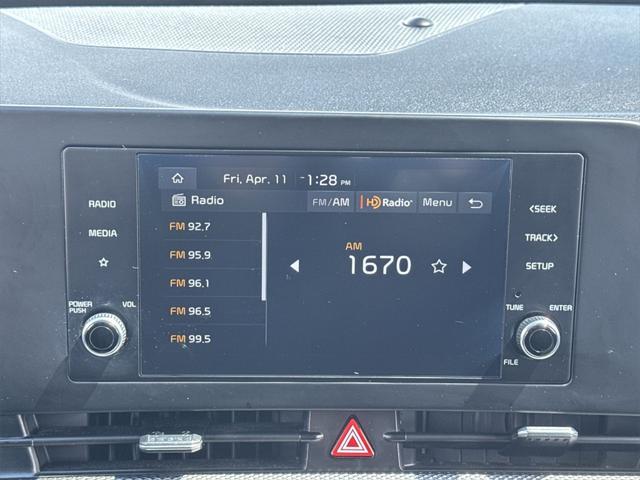 Fri, Apr. 11 1:28 PM
Radio FM/AM HD Radio Menu
FM 92.7
FM 95.9
FM 96.1
FM 96.5
FM 99.5
AM
1670
RADIO
MEDIA
POWER
PUSH
VOL
<SEEK
TRACK>
SETUP
TUNE
ENTER
FILE